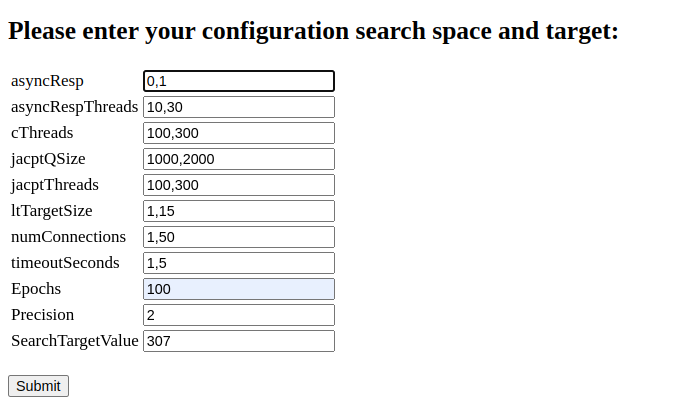 Please enter your configuration search space and target:
asyncResp 0,1
asyncRespThreads 10,30
cThreads 100,300
jacptQSize 1000,2000
jacptThreads 100,300
ltTargetSize 1,15
numConnections 1,50
timeoutSeconds 1,5
Epochs 100
Precision 2
SearchTargetValue 307
Submit